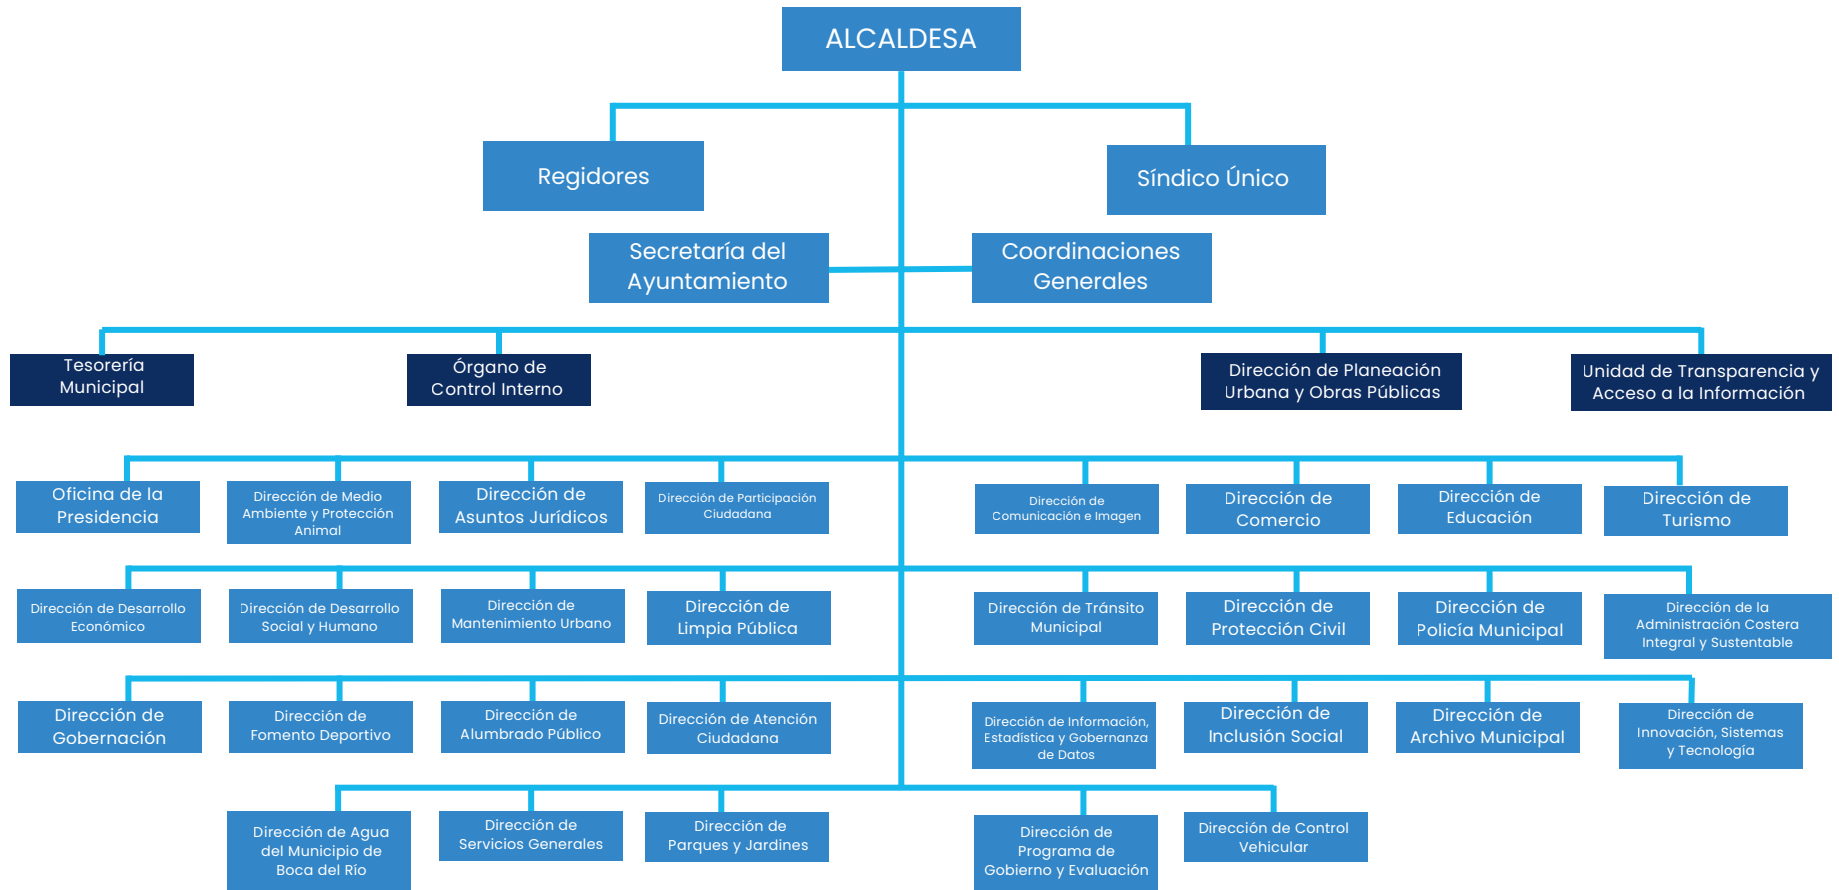 ALCALDESA
Regidores
Síndico Único
Secretaría del
Ayuntamiento
Coordinaciones
Generales
Tesorería
Municipal
Órgano de
Control Interno
Dirección de Planeación
Urbana y Obras Públicas
Unidad de Transparencia y
Acceso a la Información
Oficina de la
Presidencia
Dirección de Medio
Ambiente y Protección
Animal
Dirección de
Asuntos Jurídicos
Dirección de Participación
Ciudadana
Dirección de
Comunicación e Imagen
Dirección de
Comercio
Dirección de
Educación
Dirección de
Turismo
Dirección de Desarrollo
Económico
Dirección de Desarrollo
Social y Humano
Dirección de
Mantenimiento Urbano
Dirección de
Limpia Pública
Dirección de Tránsito
Municipal
Dirección de
Protección Civil
Dirección de
Policía Municipal
Dirección de la
Administración Costera
Integral y Sustentable
Dirección de
Gobernación
Dirección de
Fomento Deportivo
Dirección de
Alumbrado Público
Dirección de Atención
Ciudadana
Dirección de Información,
Estadística y Gobernanza
de Datos
Dirección de
Inclusión Social
Dirección de
Archivo Municipal
Dirección de
Innovación, Sistemas
y Tecnología
Dirección de Agua
del Municipio de
Boca del Río
Dirección de
Servicios Generales
Dirección de
Parques y Jardines
Dirección de
Programa de
Gobierno y Evaluación
Dirección de Control
Vehicular